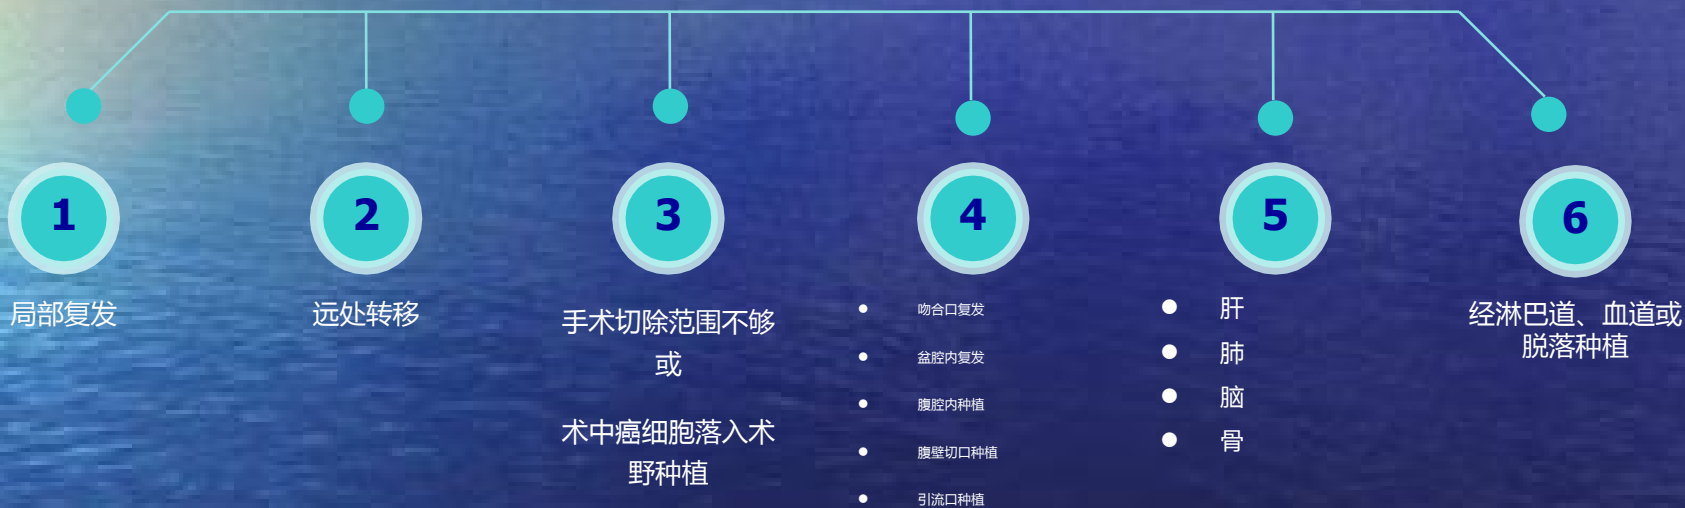 1
局部复发
2
远处转移
3
手术切除范围不够
或
术中癌细胞落入术
野种植
4
吻合口复发
盆腔内复发
腹腔内种植
腹壁切口种植
引流口种植
5
肝
肺
脑
骨
6
经淋巴道、血道或
脱落种植